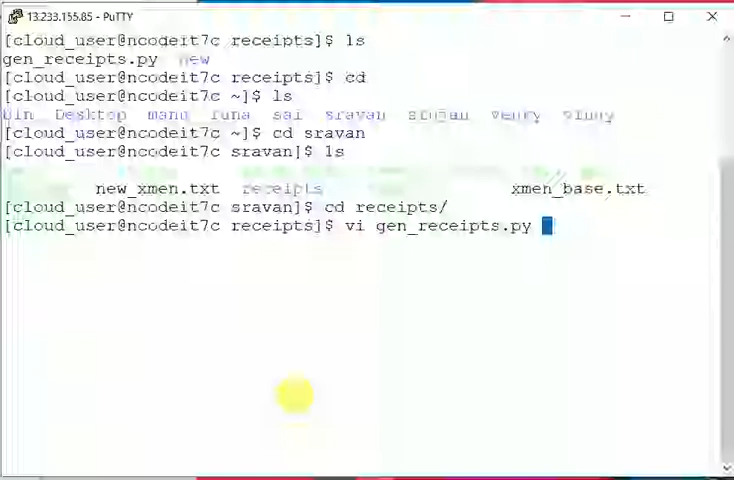 13.233.155.85 - PuTTY
[cloud_user@ncodeit7c receipts]$ ls
gen_receipts.py new
[cloud_user@ncodeit7c receipts]$ cd
[cloud_user@ncodeit7c ~]$ ls
bin Desktop manu sai sravan venky vinny
[cloud_user@ncodeit7c ~]$ cd sravan
[cloud_user@ncodeit7c sravan]$ ls
new_xmen.txt receipts xmen_base.txt
[cloud_user@ncodeit7c sravan]$ cd receipts/
[cloud_user@ncodeit7c receipts]$ vi gen_receipts.py